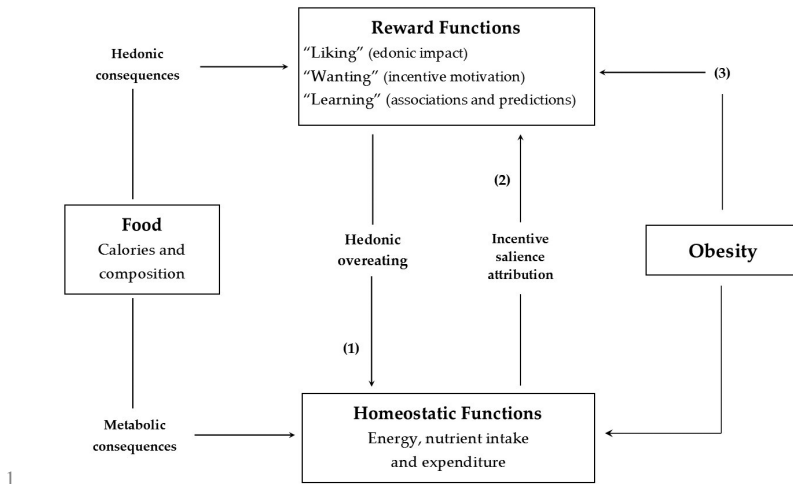 Reward Functions
“Liking” (edonic impact)
“Wanting” (incentive motivation)
“Learning” (associations and predictions)
Hedonic
consequences
(3)
(2)
Food
Calories and
composition
Hedonic
overeating
Incentive
salience
attribution
Obesity
(1)
Homeostatic Functions
Energy, nutrient intake
and expenditure
Metabolic
consequences
1